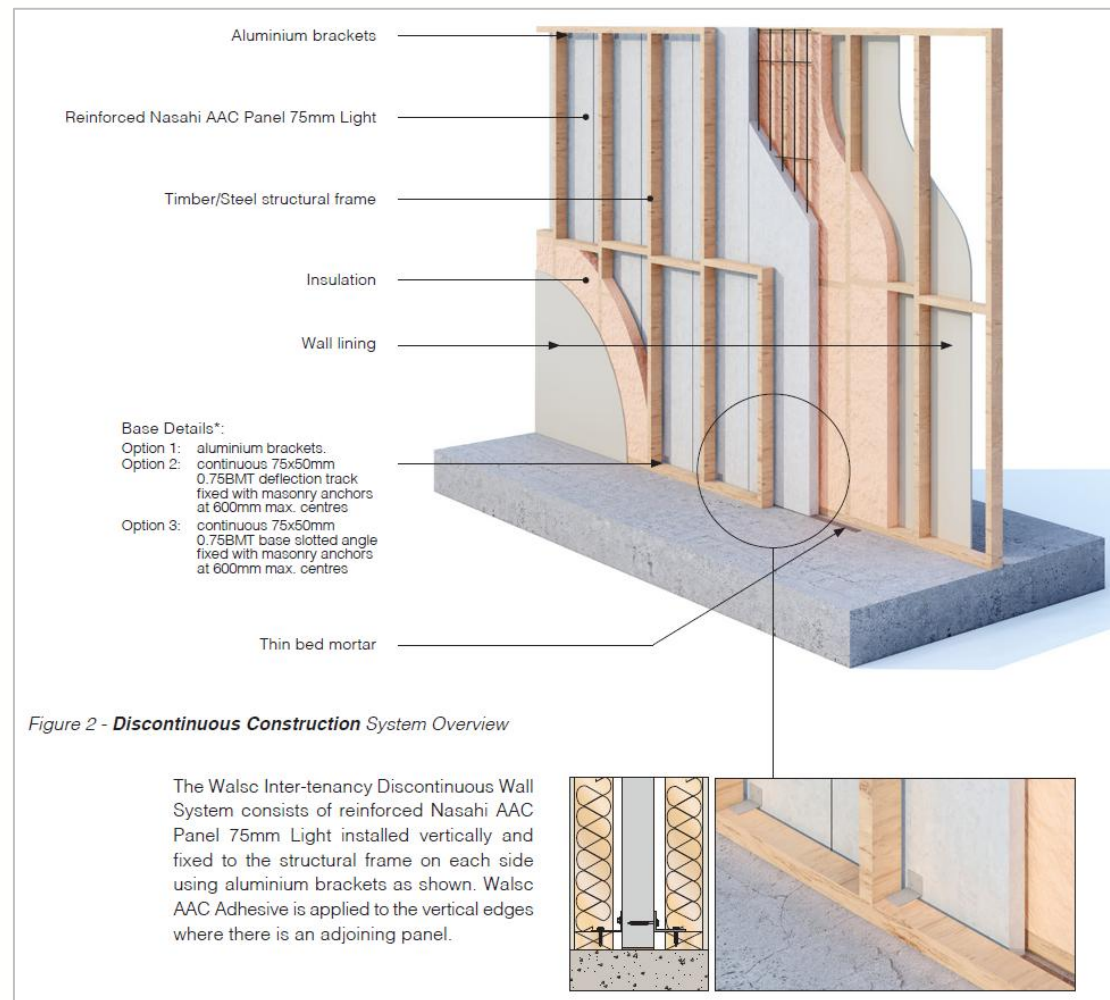 Aluminium brackets
Reinforced Nasahi AAC Panel 75mm Light
Timber/Steel structural frame
Insulation
Wall lining
Base Details*:
Option 1: aluminium brackets.
Option 2: continuous 75x50mm
0.75BMT deflection track
fixed with masonry anchors
at 600mm max. centres
Option 3: continuous 75x50mm
0.75BMT base slotted angle
fixed with masonry anchors
at 600mm max. centres
Thin bed mortar
Figure 2 - Discontinuous Construction System Overview
The Walsc Inter-tenancy Discontinuous Wall
System consists of reinforced Nasahi AAC
Panel 75mm Light installed vertically and
fixed to the structural frame on each side
using aluminium brackets as shown. Walsc
AAC Adhesive is applied to the vertical edges
where there is an adjoining panel.